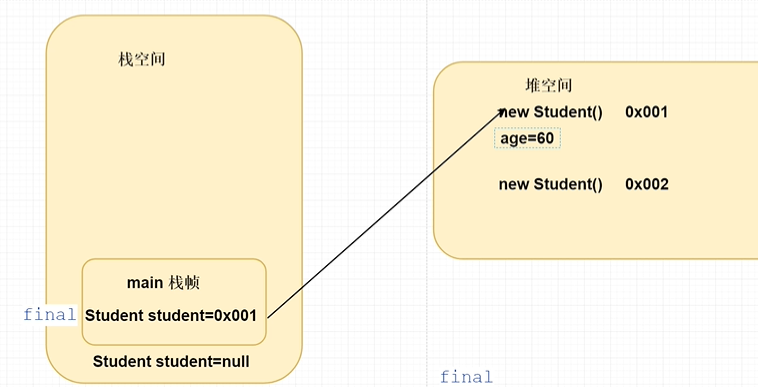 栈空间
main 栈帧
final Student student=0x001
Student student=null
堆空间
new Student() 0x001
age=60
new Student() 0x002
final